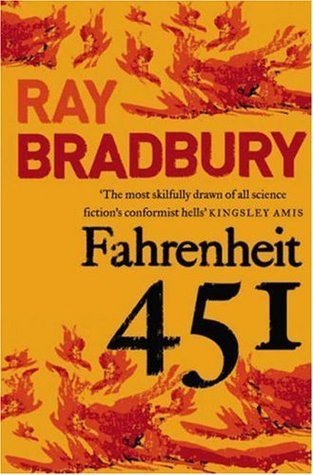 RAY
BRADBURY
‘The most skilfully drawn of all science
fiction’s conformist hells’ KINGSLEY AMIS
Fahrenheit
451